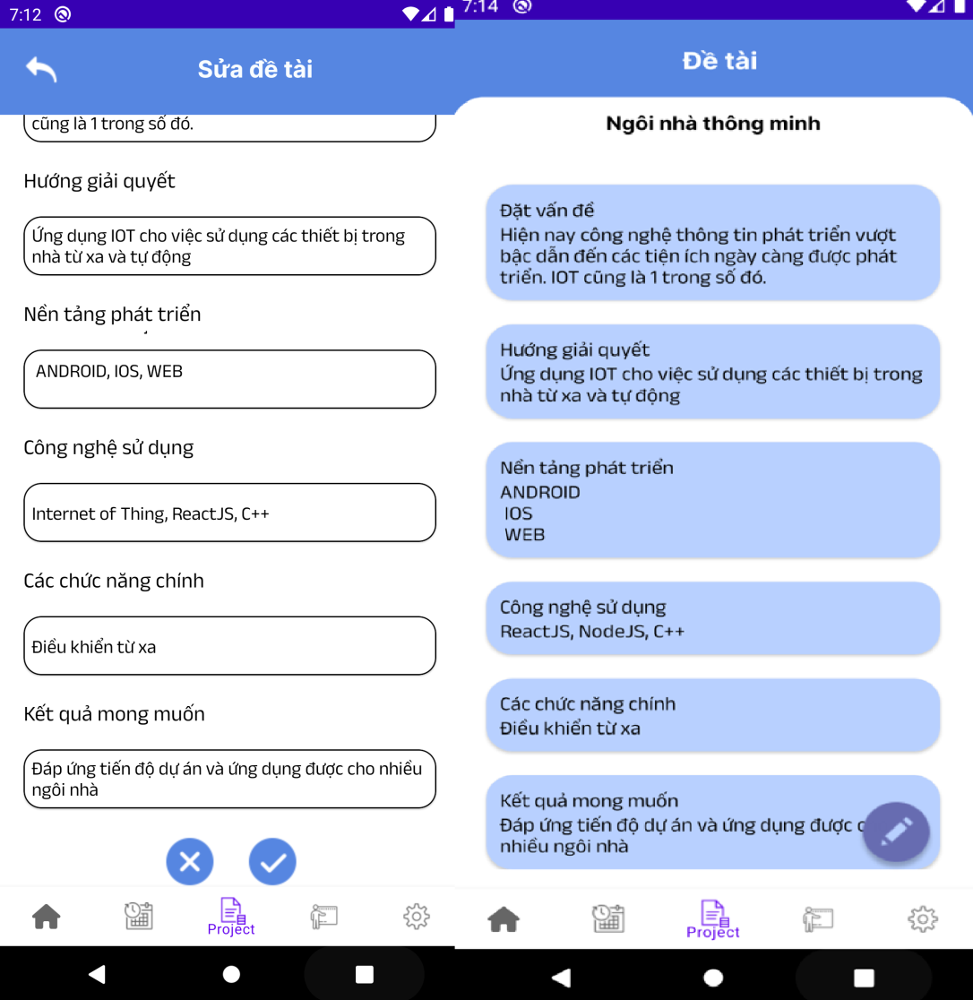 7:12
Sửa đề tài
cũng là 1 trong số đó.
Hướng giải quyết
Ứng dụng IOT cho việc sử dụng các thiết bị trong
nhà từ xa và tự động
Nền tảng phát triển
ANDROID, IOS, WEB
Công nghệ sử dụng
Internet of Thing, ReactJS, C++
Các chức năng chính
Điều khiển từ xa
Kết quả mong muốn
Đáp ứng tiến độ dự án và ứng dụng được cho nhiều
ngôi nhà
Project
7:14
Đề tài
Ngôi nhà thông minh
Đặt vấn đề
Hiện nay công nghệ thông tin phát triển vượt
bậc dẫn đến các tiện ích ngày càng được phát
triển. IOT cũng là 1 trong số đó.
Hướng giải quyết
Ứng dụng IOT cho việc sử dụng các thiết bị trong
nhà từ xa và tự động
Nền tảng phát triển
ANDROID
IOS
WEB
Công nghệ sử dụng
ReactJS, NodeJS, C++
Các chức năng chính
Điều khiển từ xa
Kết quả mong muốn
Đáp ứng tiến độ dự án và ứng dụng được
nhiều ngôi nhà
Project